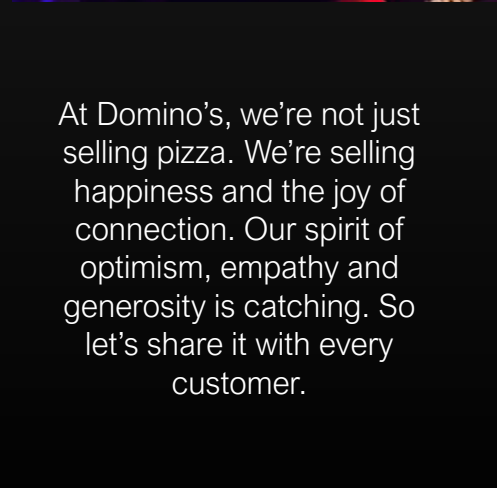 At Domino’s, we’re not just
selling pizza. We’re selling
happiness and the joy of
connection. Our spirit of
optimism, empathy and
generosity is catching. So
let’s share it with every
customer.